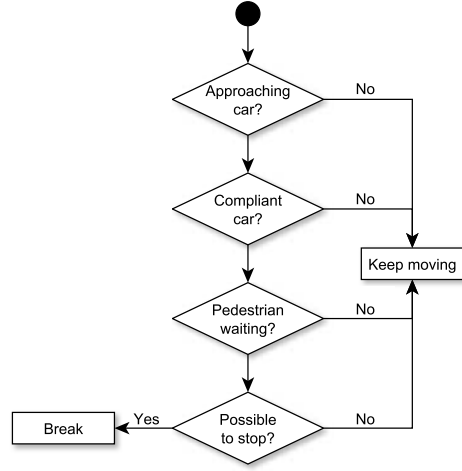 Approaching
car?
No
Compliant
car?
No
Keep moving
Pedestrian
waiting?
No
Possible
to stop?
Yes
No
Break